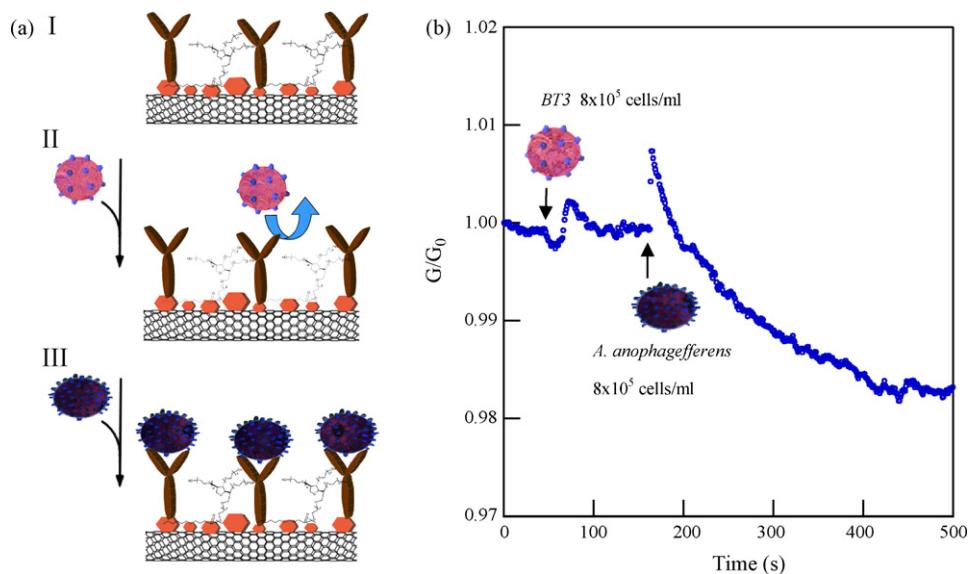 (a) I
II
III
(b)
1.02
1.01
1.00
0.99
0.98
0.97
G/G₀
BT3 8x10⁵ cells/ml
A. anophagefferens
8x10⁵ cells/ml
0 100 200 300 400 500
Time (s)